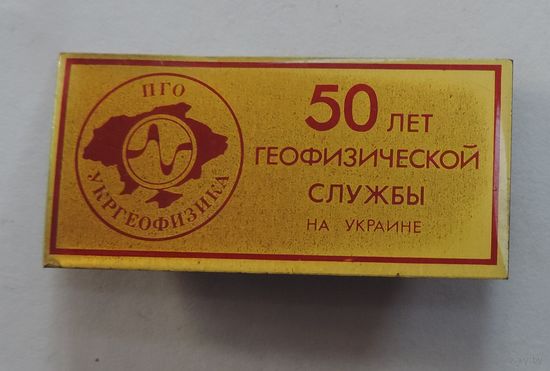 ПГО
УКРГЕОФИЗИКА
50 ЛЕТ
ГЕОФИЗИЧЕСКОЙ
СЛУЖБЫ
НА УКРАИНЕ